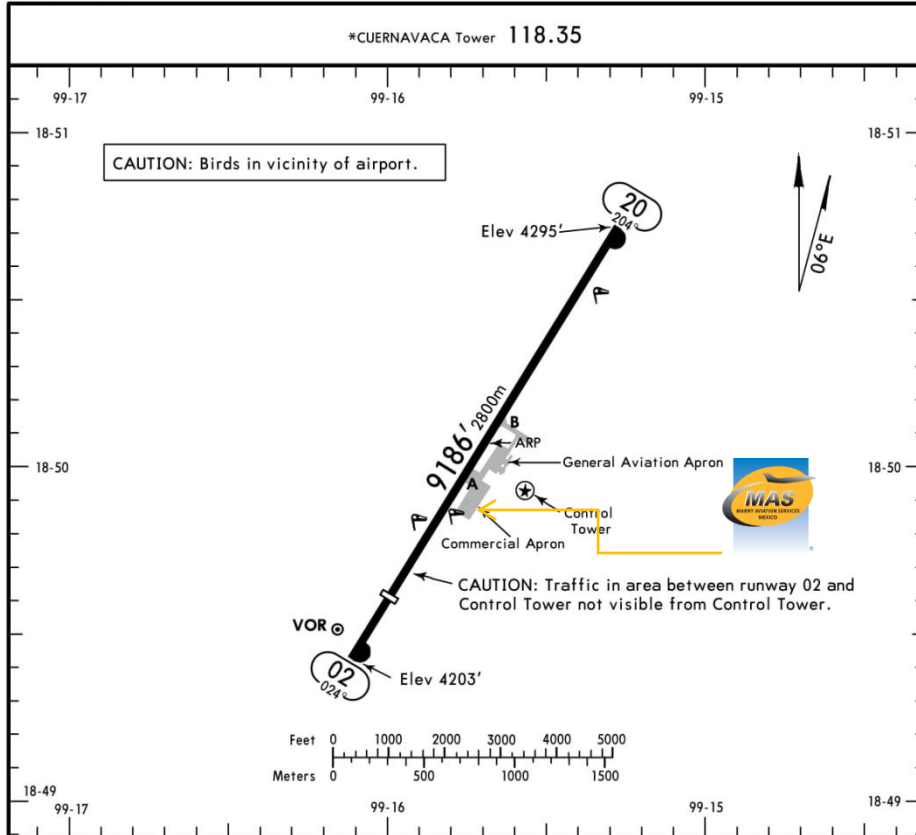 *CUERNAVACA Tower 118.35
99-17
99-16
99-15
18-51
18-51
CAUTION: Birds in vicinity of airport.
20
204°
Elev 4295'
06°E
9186' 2800m
B
ARP
18-50
General Aviation Apron
18-50
A
MAS
MANNY AVIATION SERVICES
MEXICO
®
Control
Tower
Commercial Apron
CAUTION: Traffic in area between runway 02 and
Control Tower not visible from Control Tower.
VOR
02
024°
Elev 4203'
Feet 0 1000 2000 3000 4000 5000
Meters 0 500 1000 1500
18-49
18-49
99-17
99-16
99-15